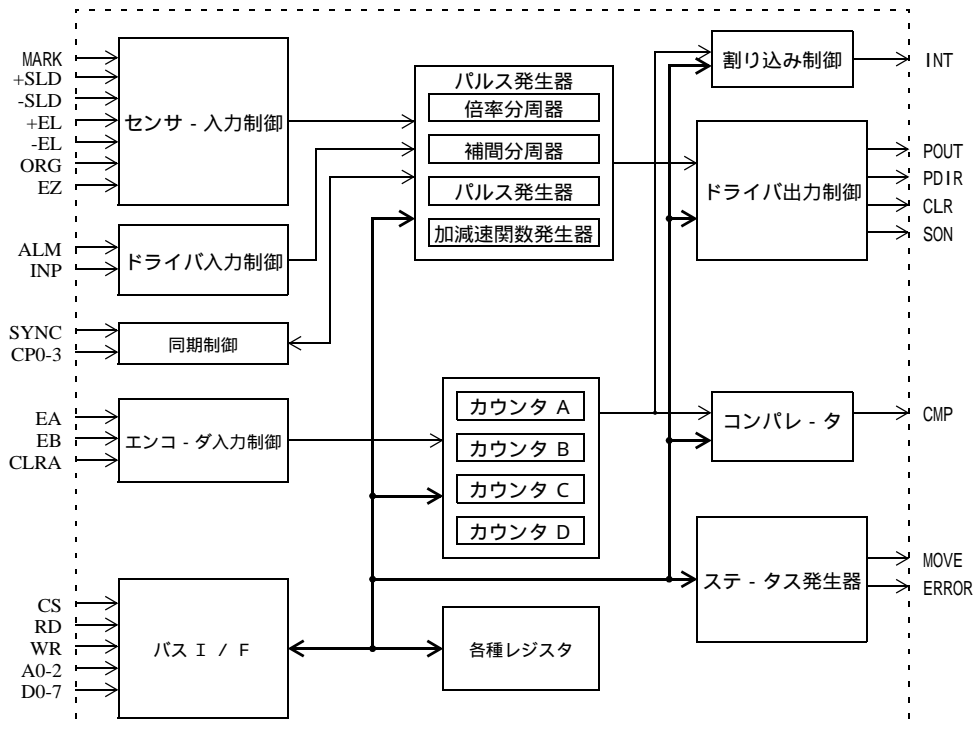 MARK
+SLD
-SLD
+EL
-EL
ORG
EZ
センサ - 入力制御
ALM
INP
ドライバ入力制御
SYNC
CP0-3
同期制御
EA
EB
CLRA
エンコ - ダ入力制御
CS
RD
WR
A0-2
D0-7
バス I / F
パルス発生器
倍率分周器
補間分周器
パルス発生器
加減速関数発生器
カウンタ A
カウンタ B
カウンタ C
カウンタ D
各種レジスタ
割り込み制御
INT
ドライバ出力制御
POUT
PDIR
CLR
SON
コンパレ - タ
CMP
ステ - タス発生器
MOVE
ERROR